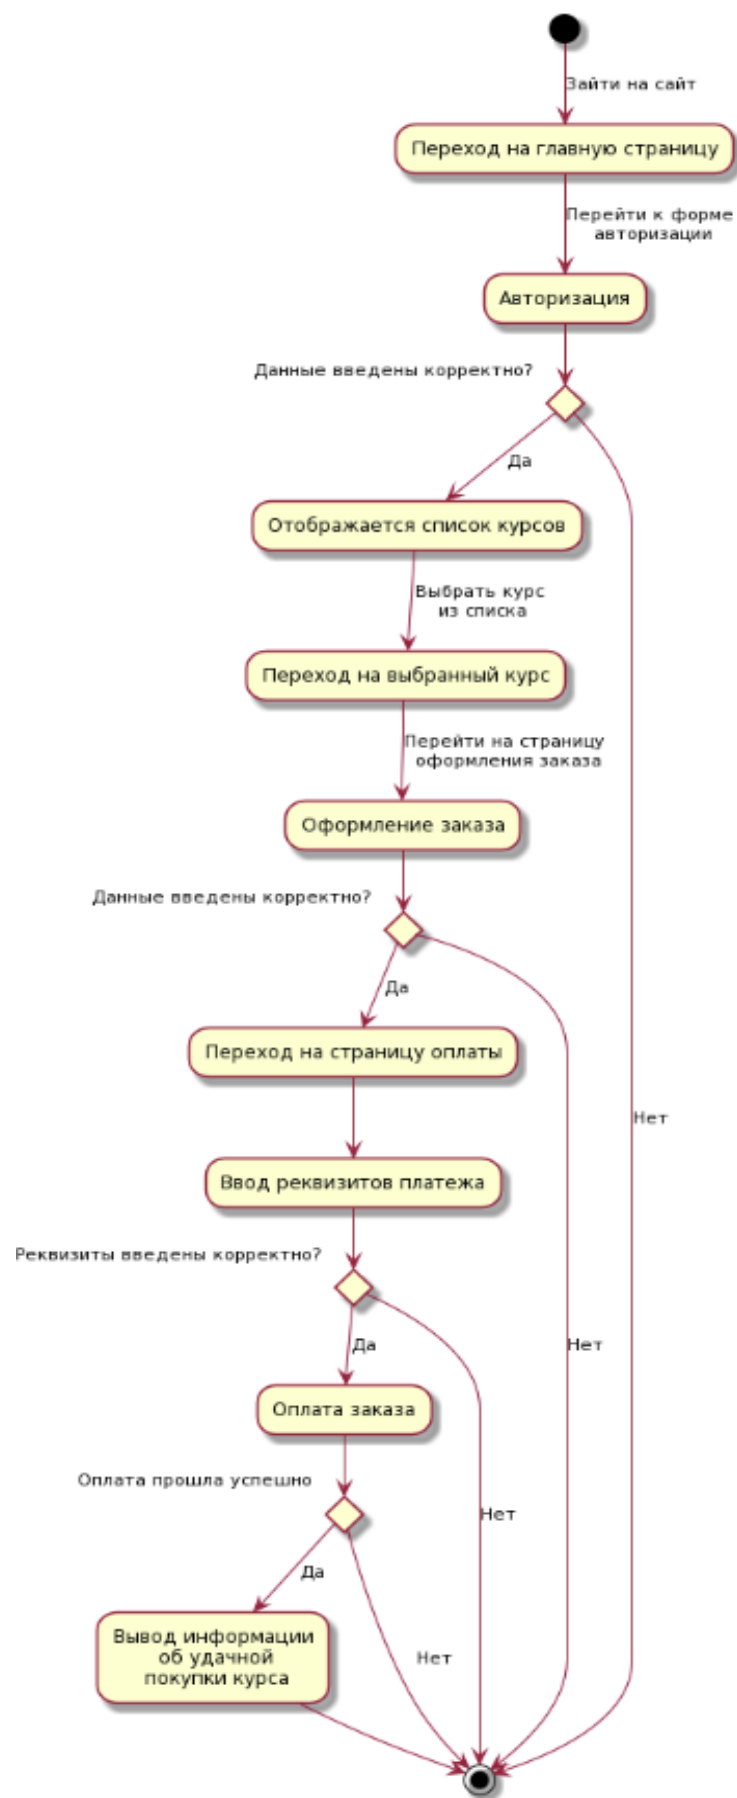 Зайти на сайт
Переход на главную страницу
Перейти к форме
авторизации
Авторизация
Данные введены корректно?
Да
Отображается список курсов
Выбрать курс
из списка
Переход на выбранный курс
Перейти на страницу
оформления заказа
Оформление заказа
Данные введены корректно?
Да
Переход на страницу оплаты
Нет
Ввод реквизитов платежа
Реквизиты введены корректно?
Да
Нет
Оплата заказа
Оплата прошла успешно
Нет
Да
Вывод информации
об удачной
покупки курса
Нет